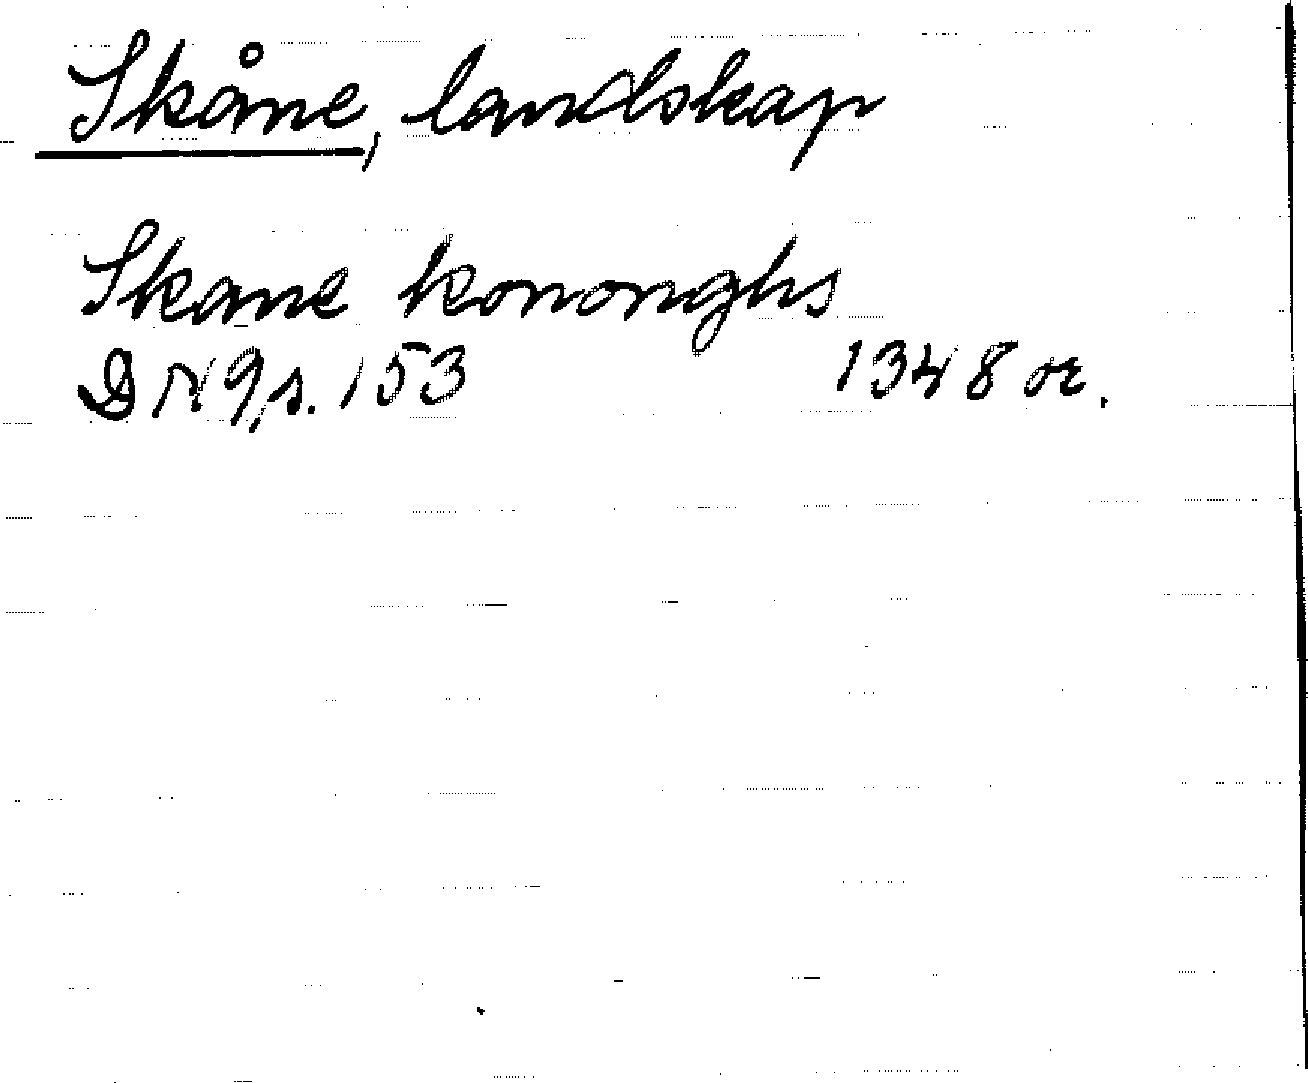 Skåne, landskap
Skane kononghs
DN 9, s. 153 1348 or.